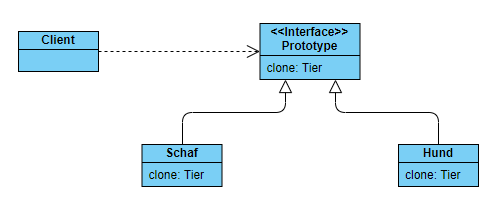 Client
<<Interface>>
Prototype
clone: Tier
Schaf
clone: Tier
Hund
clone: Tier